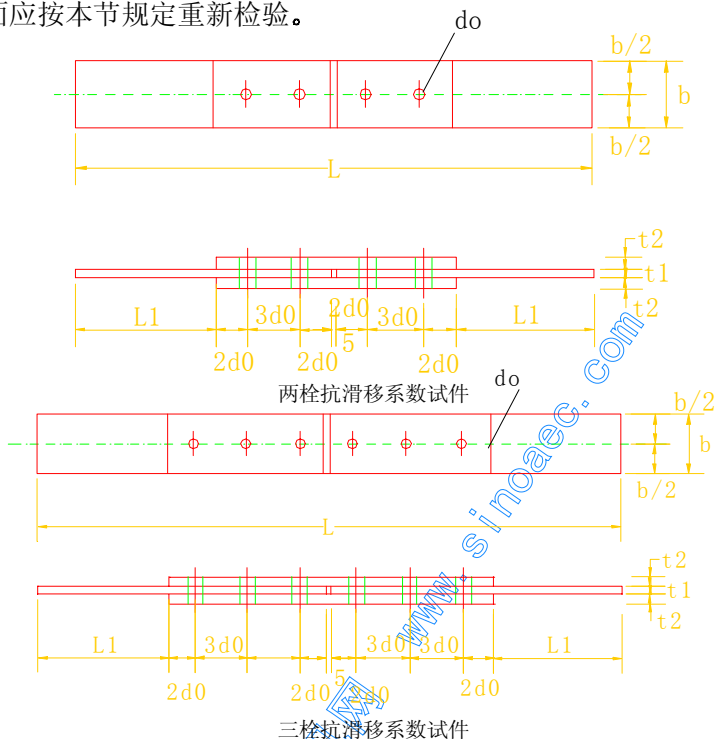 面应按本节规定重新检验。
do
b/2
b
b/2
L
t2
t1
t2
L1 3d0 2d0 3d0 L1
5
2d0 2d0 2d0
两栓抗滑移系数试件
do
b/2
b
b/2
L
t2
t1
t2
L1 3d0 3d0 3d0 L1
5
2d0 2d0 2d0 2d0
三栓抗滑移系数试件
网 www.sinoaec.com